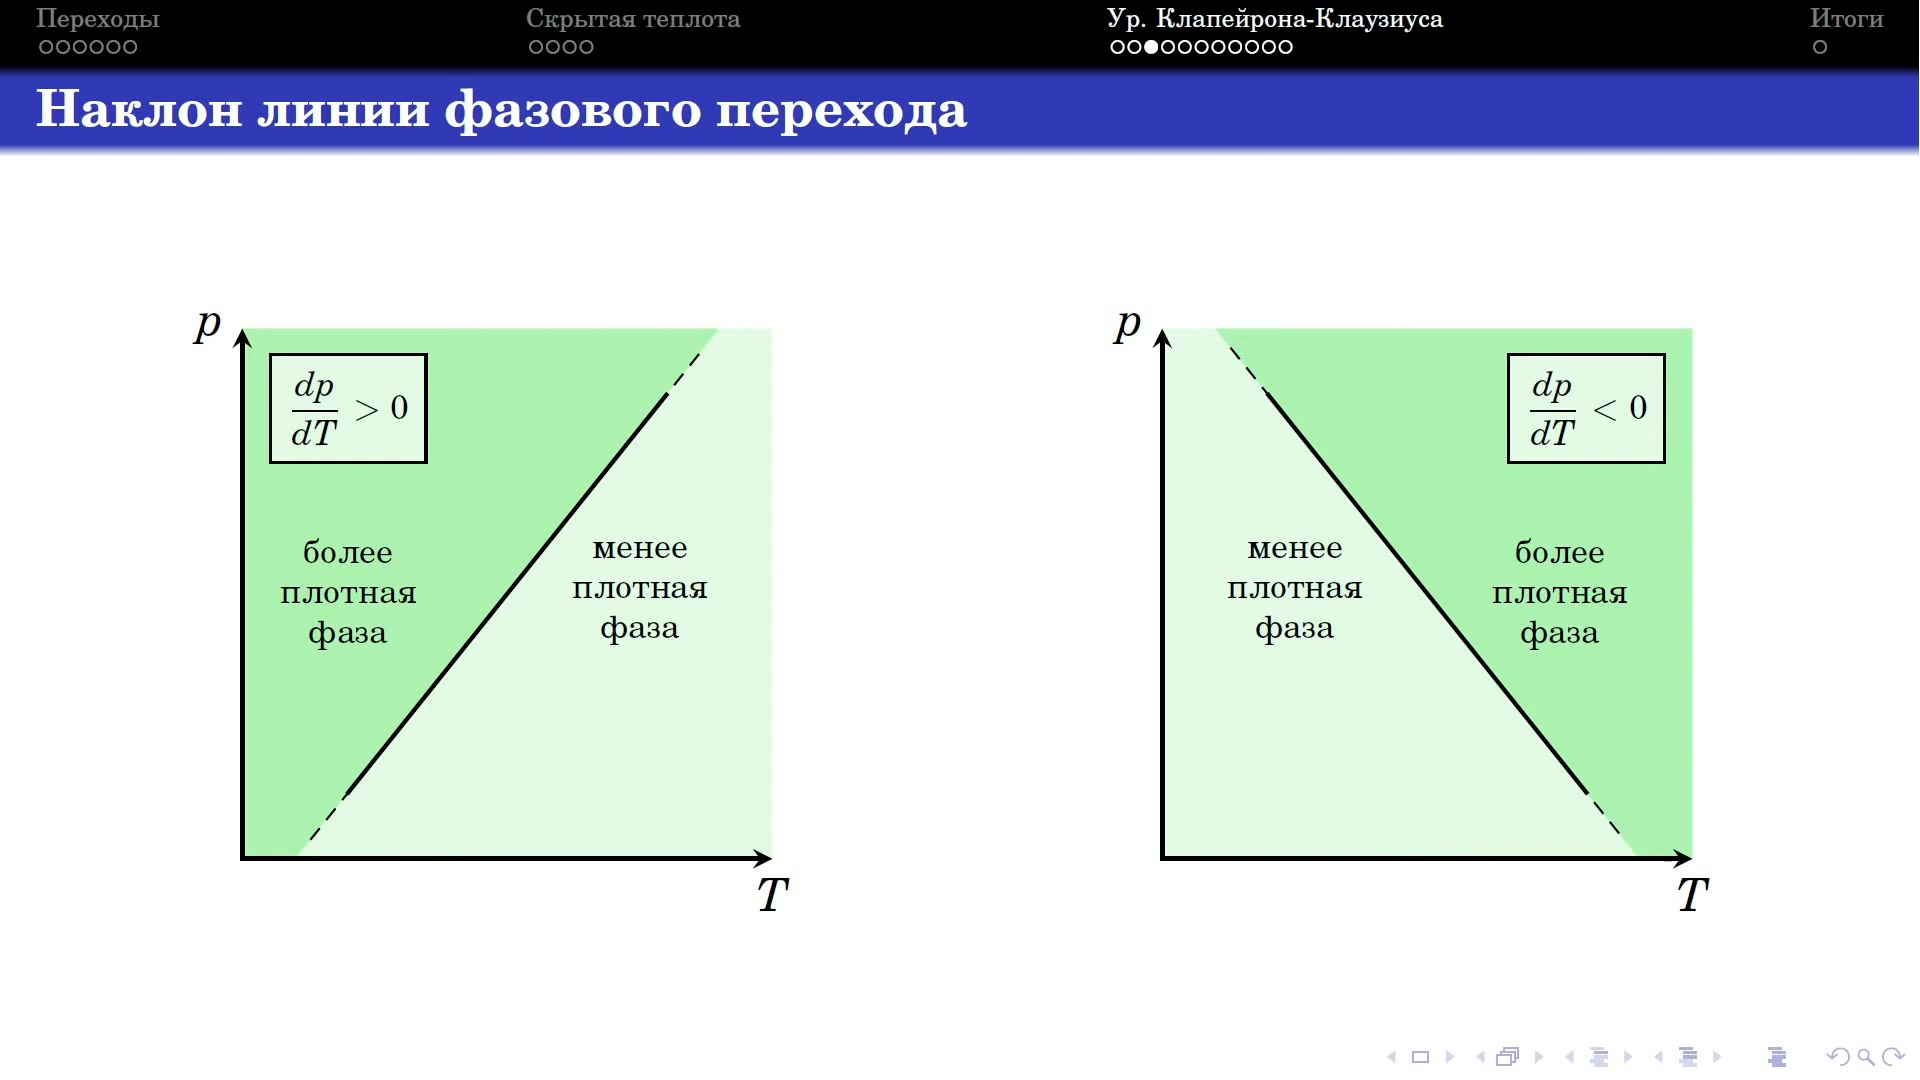 Переходы
Скрытая теплота
Ур. Клапейрона-Клаузиуса
Итоги
Наклон линии фазового перехода
p
dp
dT
> 0
более
плотная
фаза
менее
плотная
фаза
T
p
dp
dT
< 0
менее
плотная
фаза
более
плотная
фаза
T